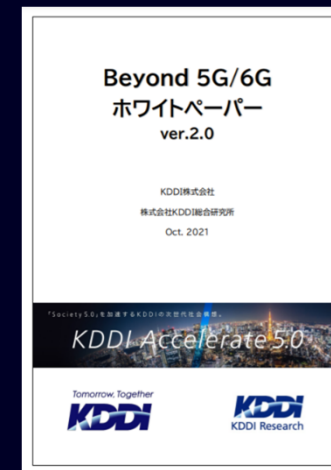 Beyond 5G/6G
ホワイトペーパー
ver.2.0
KDDI株式会社
株式会社KDDI総合研究所
Oct. 2021
「Society 5.0」を加速するKDDIの次世代社会構想。
KDDI Accelerate 5.0
Tomorrow, Together
KDDI
KDDI
KDDI Research